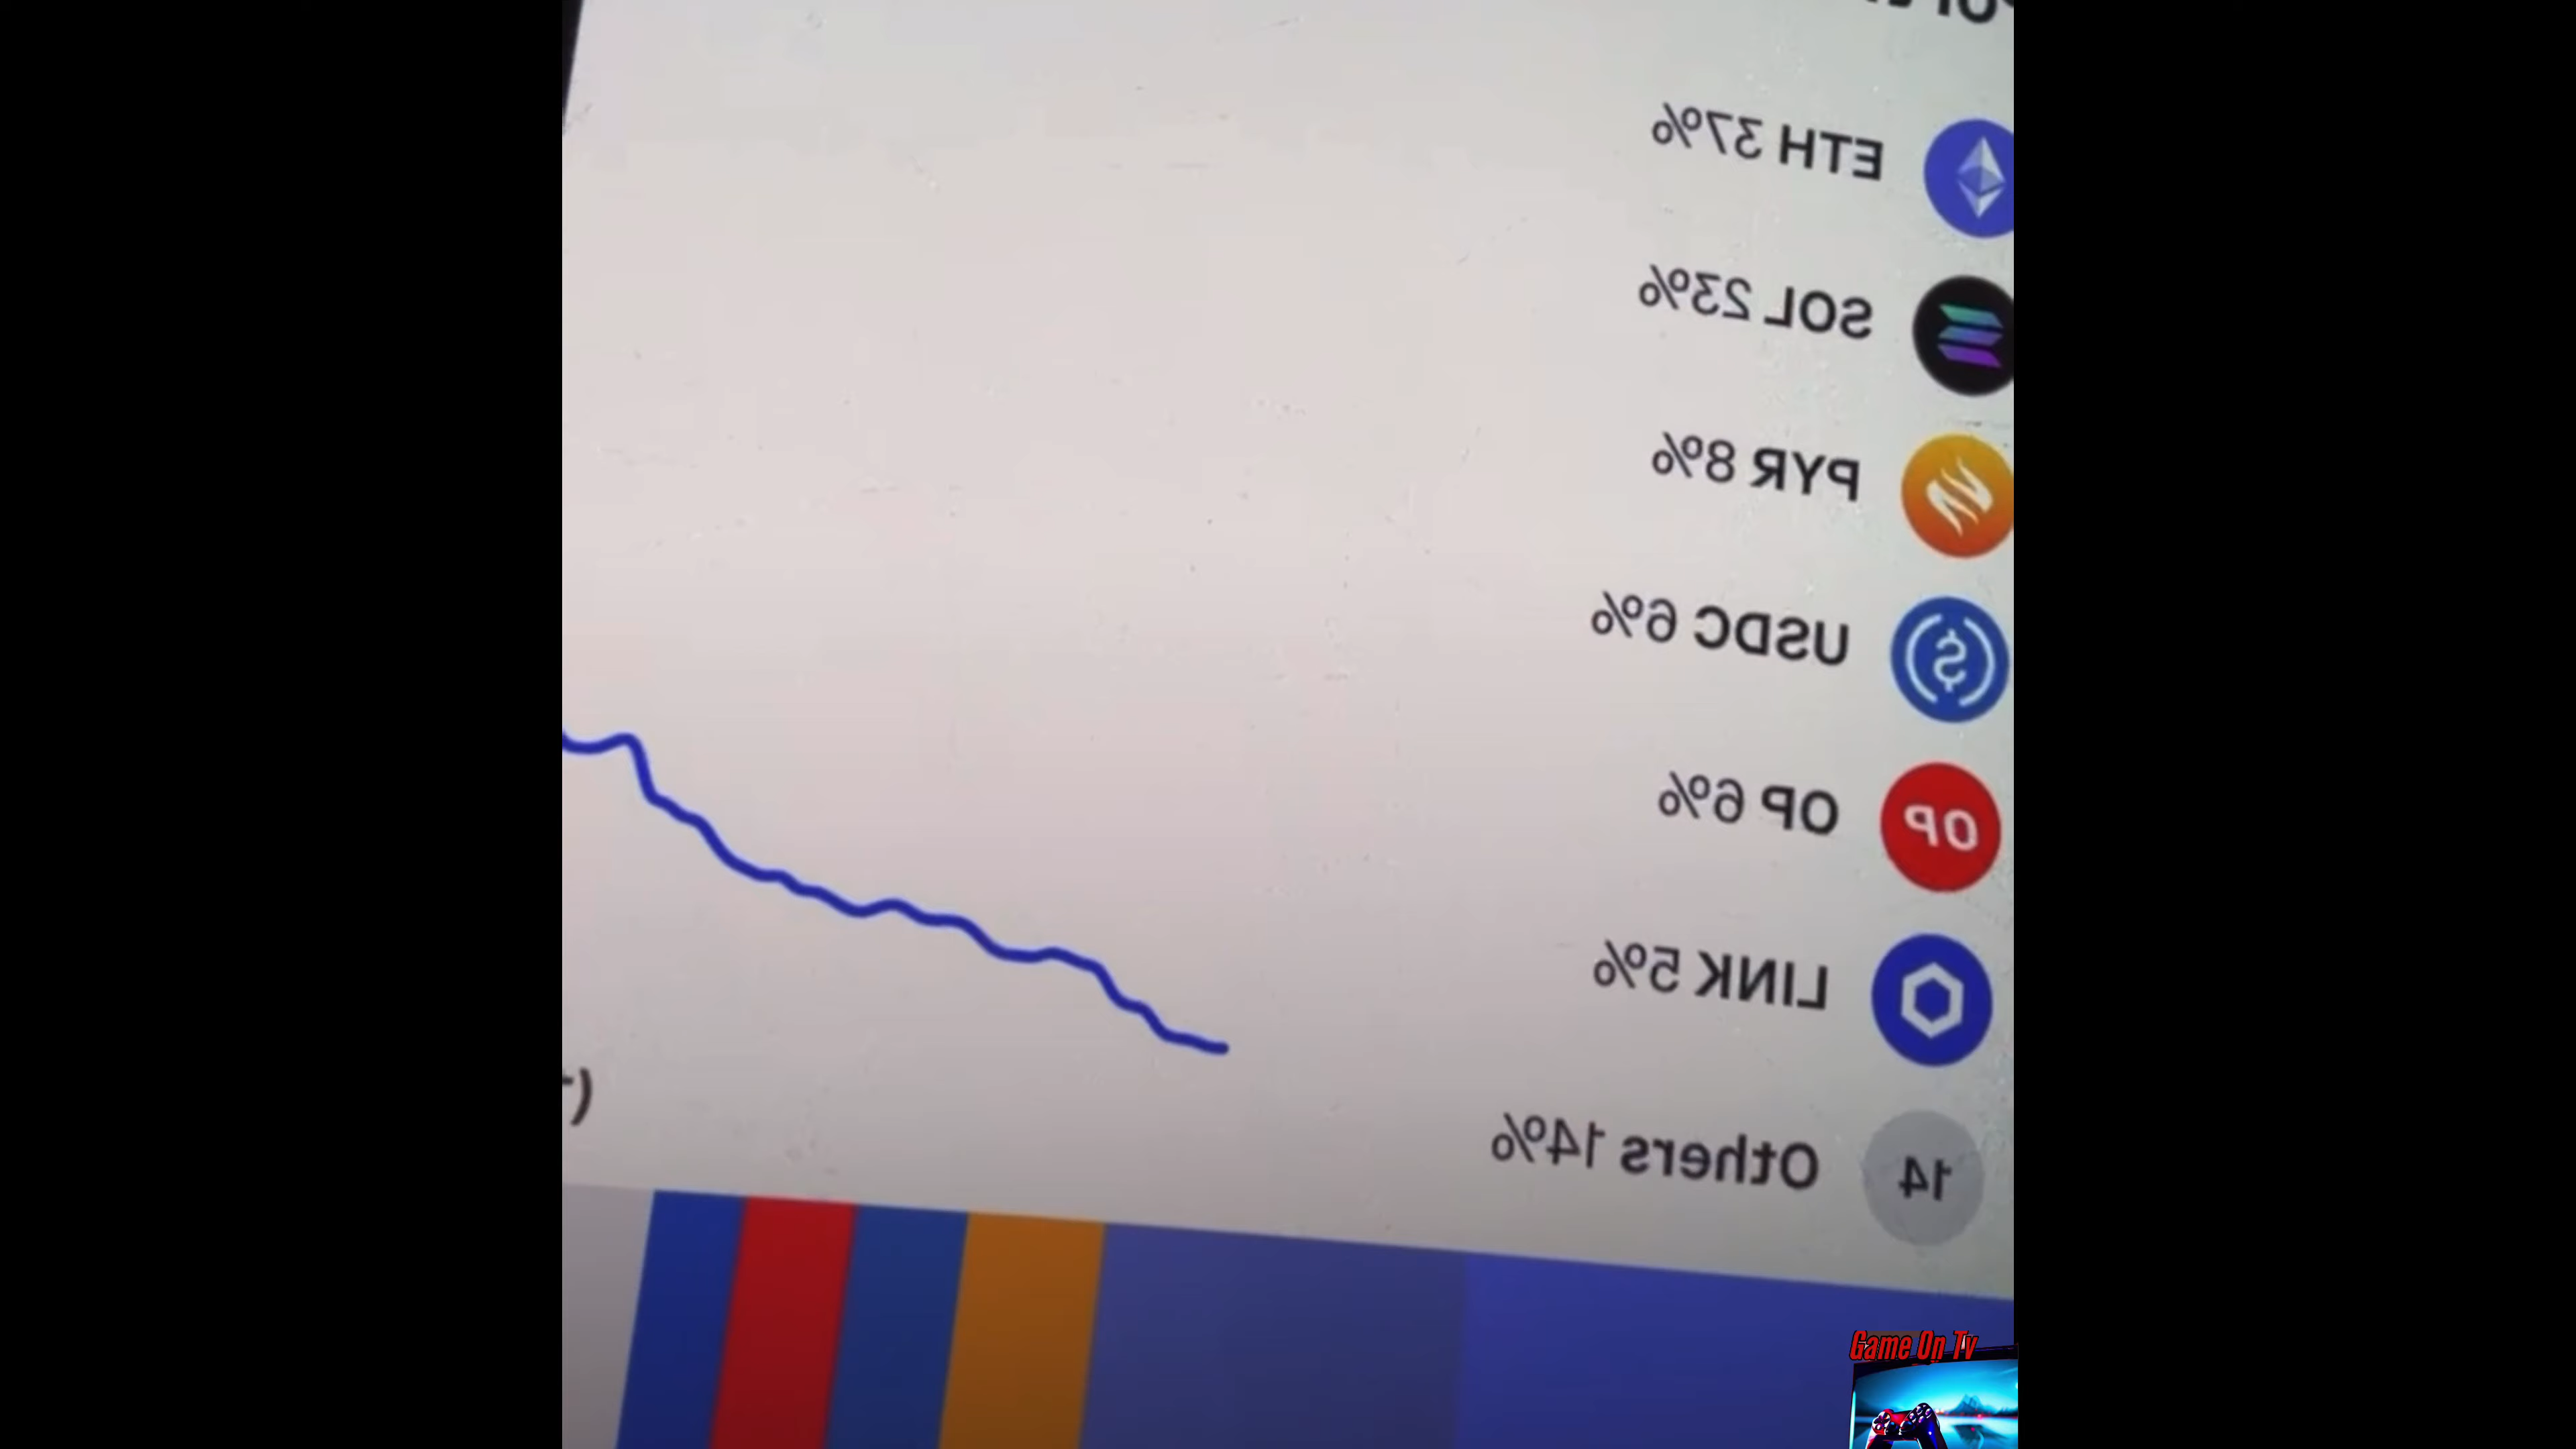 ETH 37%
SOL 23%
PYR 8%
USDC 6%
OP
OP 6%
LINK 5%
14
Others 14%
Game On Tv